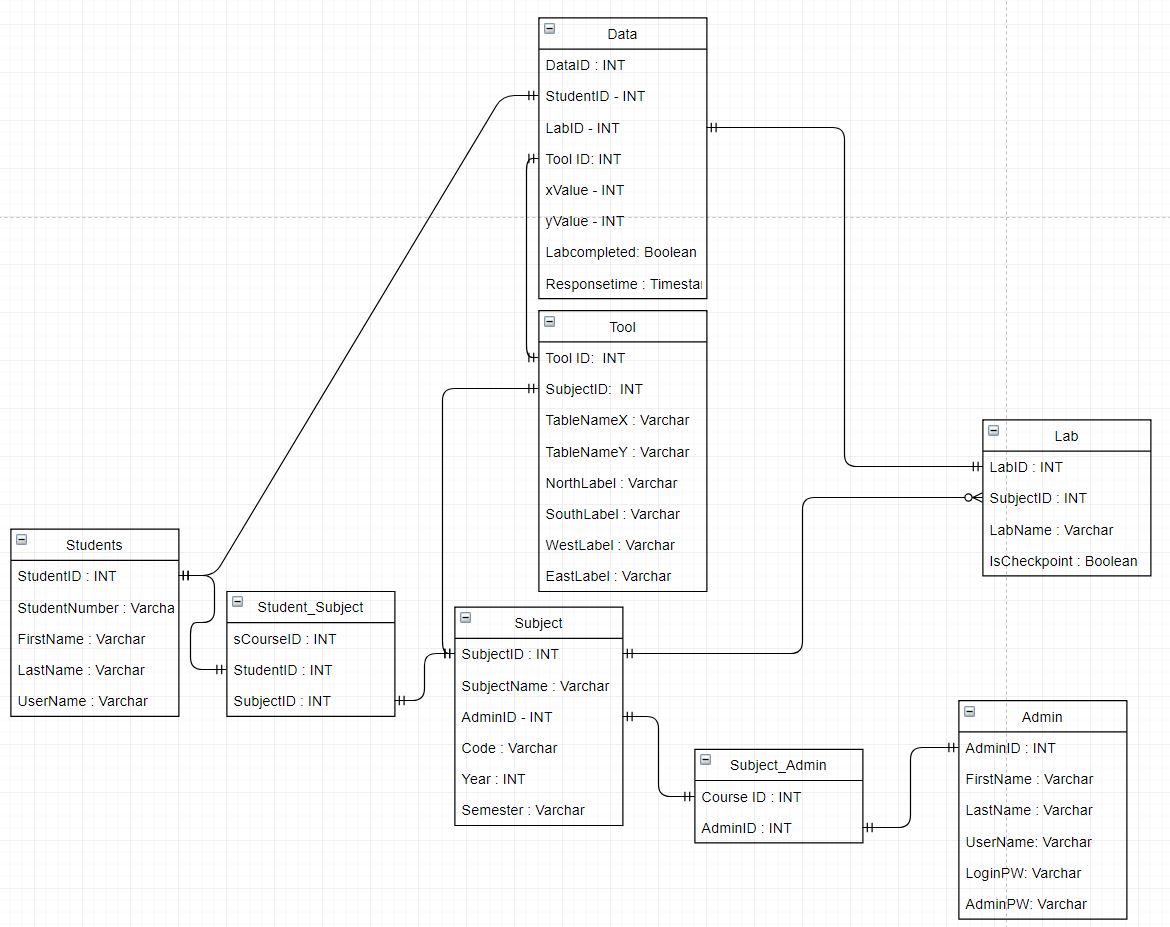 Data
DataID : INT
StudentID - INT
LabID - INT
Tool ID: INT
xValue - INT
yValue - INT
Labcompleted: Boolean
Responsetime : Timesta
Tool
Tool ID:  INT
SubjectID:  INT
TableNameX : Varchar
TableNameY : Varchar
NorthLabel : Varchar
SouthLabel : Varchar
WestLabel : Varchar
EastLabel : Varchar
Lab
LabID : INT
SubjectID : INT
LabName : Varchar
IsCheckpoint : Boolean
Students
StudentID : INT
StudentNumber : Varcha
FirstName : Varchar
LastName : Varchar
UserName : Varchar
Student_Subject
sCourseID : INT
StudentID : INT
SubjectID : INT
Subject
SubjectID : INT
SubjectName : Varchar
AdminID - INT
Code : Varchar
Year : INT
Semester : Varchar
Subject_Admin
Course ID : INT
AdminID : INT
Admin
AdminID : INT
FirstName : Varchar
LastName : Varchar
UserName: Varchar
LoginPW: Varchar
AdminPW: Varchar